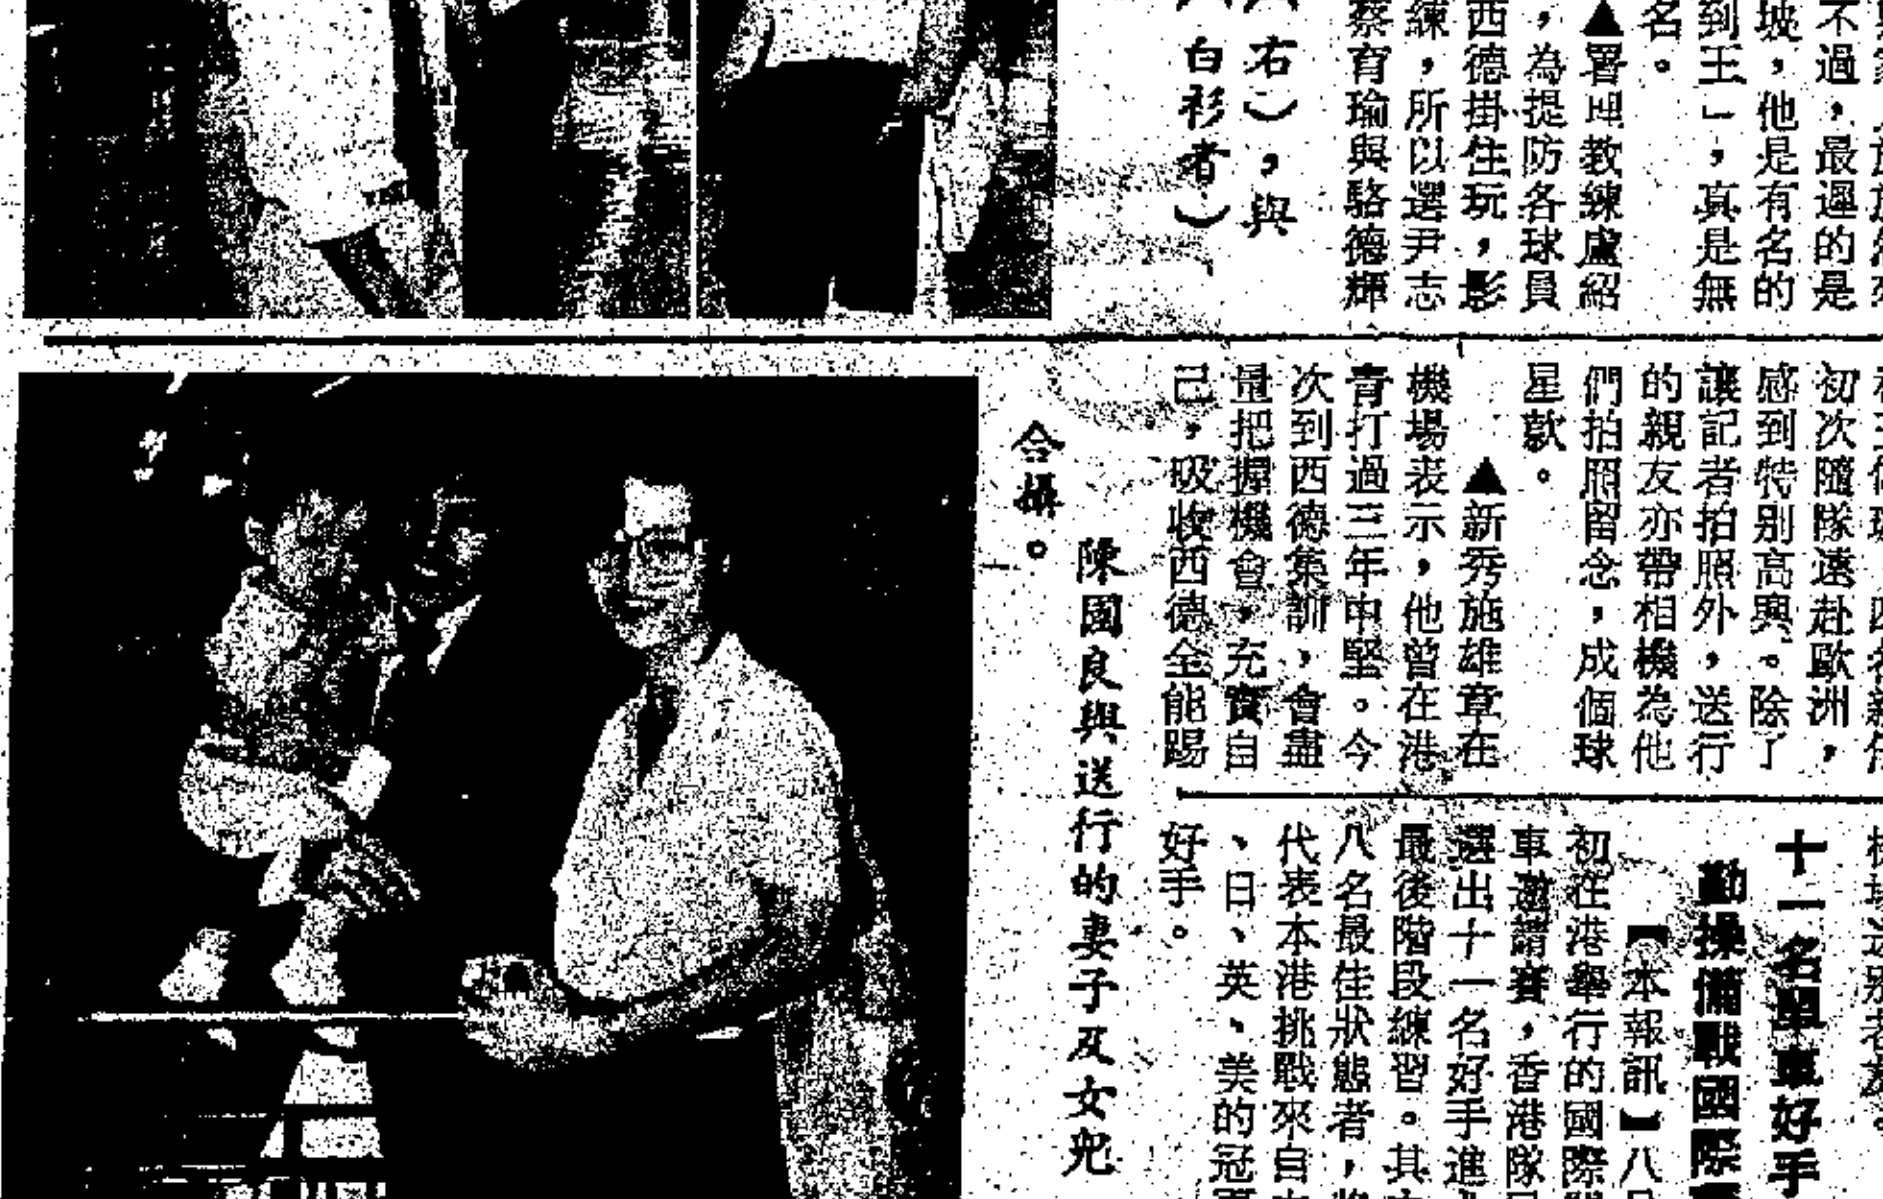 不過，最遲的是
坡，他是有名的
到王」，真是無
名。
▲署理教練盧紹
，為提防各球員
西德掛住玩，影
練，所以選尹志
蔡育瑜與駱德輝
（右），與
（白衫者）
初次隨隊遠赴歐洲，
感到特別高興。除了
讓記者拍照外，送行
的親友亦帶相機為他
們拍照留念，成個球
星款。
▲新秀施雄章在
機場表示，他曾在港
青打過三年中堅。今
次到西德集訓，會盡
量把握機會，充實自
己，吸收西德全能踢
陳國良與送行的妻子及女兒
合攝。
十一名單車好手
勤操備戰國際
【本報訊】八
初在港舉行的國際
車邀請賽，香港隊
選出十一名好手進
最後階段練習。其
八名最佳狀態者，
代表本港挑戰來自
、日、英、美的冠
好手。